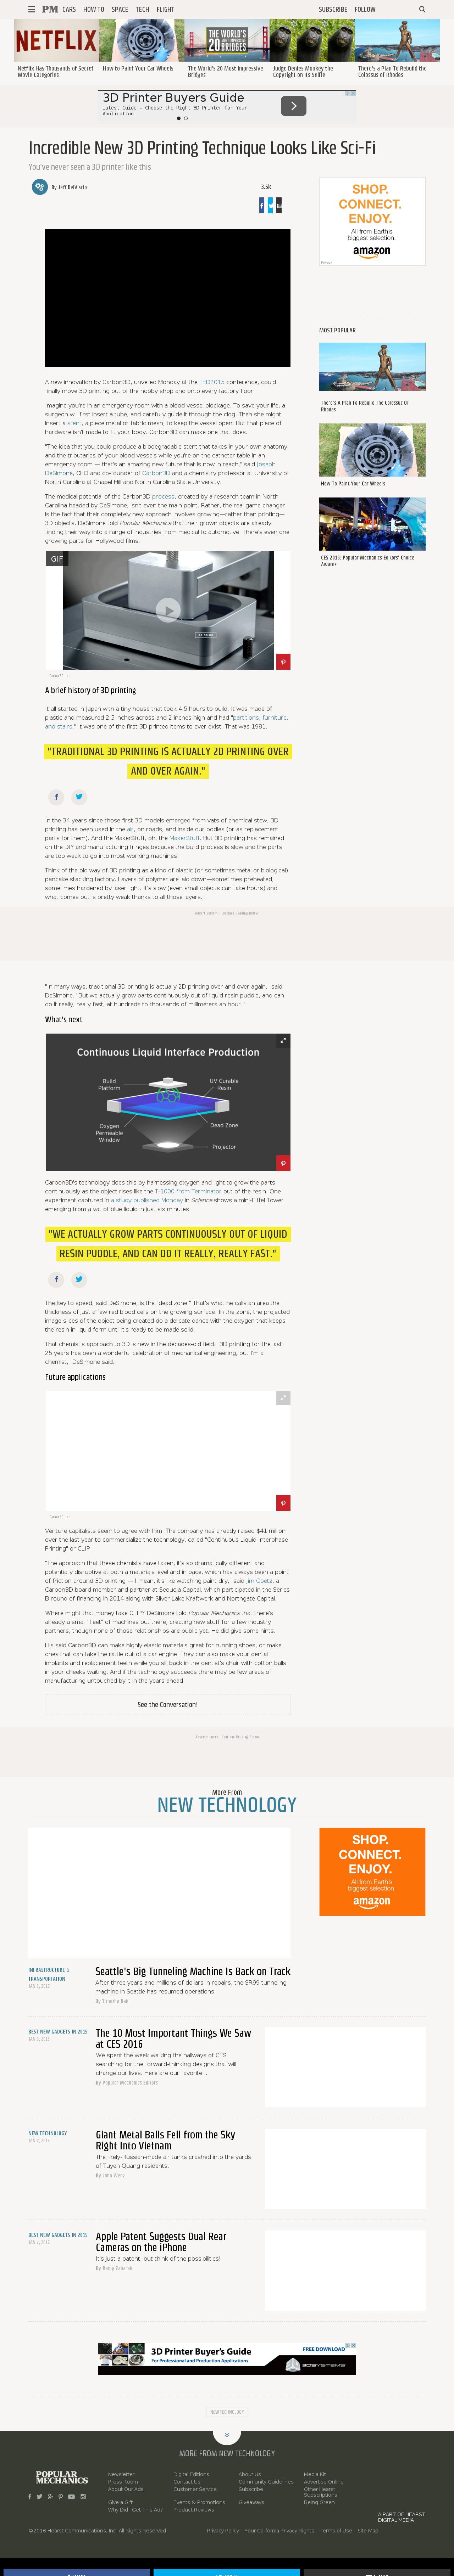 PM CARS HOW TO SPACE TECH FLIGHT SUBSCRIBE FOLLOW
NETFLIX
THE WORLD'S 20 MOST IMPRESSIVE
BRIDGES
Netflix Has Thousands of Secret
Movie Categories
How to Paint Your Car Wheels
The World's 20 Most Impressive
Bridges
Judge Denies Monkey the
Copyright on Its Selfie
There's a Plan To Rebuild the
Colossus of Rhodes
3D Printer Buyers Guide
Latest Guide - Choose the Right 3D Printer for Your
Application.
Incredible New 3D Printing Technique Looks Like Sci-Fi
You've never seen a 3D printer like this
By Jeff DelViscio
3.5k
SHOP.
CONNECT.
ENJOY.
All from Earth's
biggest selection.
amazon
Privacy
A new innovation by Carbon3D, unveiled Monday at the TED2015 conference, could
finally move 3D printing out of the hobby shop and onto every factory floor.
Imagine you're in an emergency room with a blood vessel blockage. To save your life, a
surgeon will first insert a tube, and carefully guide it through the clog. Then she might
insert a stent, a piece metal or fabric mesh, to keep the vessel open. But that piece of
hardware isn't made to fit your body. Carbon3D can make one that does.
"The idea that you could produce a biodegradable stent that takes in your own anatomy
to the tributaries of your blood vessels while you're on the catheterization table in an
emergency room — that's an amazing new future that is now in reach," said Joseph
DeSimone, CEO and co-founder of Carbon3D and a chemistry professor at University of
North Carolina at Chapel Hill and North Carolina State University.
The medical potential of the Carbon3D process, created by a research team in North
Carolina headed by DeSimone, isn't even the main point. Rather, the real game changer
is the fact that their completely new approach involves growing—rather than printing—
3D objects. DeSimone told Popular Mechanics that their grown objects are already
finding their way into a range of industries from medical to automotive. There's even one
growing parts for Hollywood films.
GIF
A brief history of 3D printing
It all started in Japan with a tiny house that took 4.5 hours to build. It was made of
plastic and measured 2.5 inches across and 2 inches high and had "partitions, furniture,
and stairs." It was one of the first 3D printed items to ever exist. That was 1981.
"TRADITIONAL 3D PRINTING IS ACTUALLY 2D PRINTING OVER
AND OVER AGAIN."
In the 34 years since those first 3D models emerged from vats of chemical stew, 3D
printing has been used in the air, on roads, and inside our bodies (or as replacement
parts for them). And the MakerStuff, oh, the MakerStuff. But 3D printing has remained
on the DIY and manufacturing fringes because the build process is slow and the parts
are too weak to go into most working machines.
Think of the old way of 3D printing as a kind of plastic (or sometimes metal or biological)
pancake stacking factory. Layers of polymer are laid down—sometimes preheated,
sometimes hardened by laser light. It's slow (even small objects can take hours) and
what comes out is pretty weak thanks to all those layers.
Advertisement - Continue Reading Below
"In many ways, traditional 3D printing is actually 2D printing over and over again," said
DeSimone. "But we actually grow parts continuously out of liquid resin puddle, and can
do it really, really fast, at hundreds to thousands of millimeters an hour."
What's next
Continuous Liquid Interface Production
Build
Platform
UV Curable
Resin
Oxygen
Permeable
Window
Dead Zone
Projector
Carbon3D's technology does this by harnessing oxygen and light to grow the parts
continuously as the object rises like the T-1000 from Terminator out of the resin. One
experiment captured in a study published Monday in Science shows a mini-Eiffel Tower
emerging from a vat of blue liquid in just six minutes.
"WE ACTUALLY GROW PARTS CONTINUOUSLY OUT OF LIQUID
RESIN PUDDLE, AND CAN DO IT REALLY, REALLY FAST."
The key to speed, said DeSimone, is the "dead zone." That's what he calls an area the
thickness of just a few red blood cells on the growing surface. In the zone, the projected
image slices of the object being created do a delicate dance with the oxygen that keeps
the resin in liquid form until it's ready to be made solid.
That chemist's approach to 3D is new in the decades-old field. "3D printing for the last
25 years has been a wonderful celebration of mechanical engineering, but I'm a
chemist," DeSimone said.
Future applications
Venture capitalists seem to agree with him. The company has already raised $41 million
over the last year to commercialize the technology, called "Continuous Liquid Interphase
Printing" or CLIP.
"The approach that these chemists have taken, it's so dramatically different and
potentially disruptive at both a materials level and in pace, which has always been a point
of friction around 3D printing — I mean, it's like watching paint dry," said Jim Goetz, a
Carbon3D board member and partner at Sequoia Capital, which participated in the Series
B round of financing in 2014 along with Silver Lake Kraftwerk and Northgate Capital.
Where might that money take CLIP? DeSimone told Popular Mechanics that there's
already a small "fleet" of machines out there, creating new stuff for a few industry
partners, though none of those relationships are public yet. He did give some hints.
His said Carbon3D can make highly elastic materials great for running shoes, or make
castings that can take the rattle out of a car engine. They can also make your dental
implants and replacement teeth while you sit back in the dentist's chair with cotton balls
in your cheeks waiting. And if the technology succeeds there may be few areas of
manufacturing untouched by it in the years ahead.
See the Conversation!
Advertisement - Continue Reading Below
MOST POPULAR
There's A Plan To Rebuild The Colossus Of
Rhodes
How To Paint Your Car Wheels
CES 2016: Popular Mechanics Editors' Choice
Awards
More From
NEW TECHNOLOGY
SHOP.
CONNECT.
ENJOY.
All from Earth's
biggest selection.
amazon
INFRASTRUCTURE &
TRANSPORTATION
JAN 8, 2016
Seattle's Big Tunneling Machine Is Back on Track
After three years and millions of dollars in repairs, the SR99 tunneling
machine in Seattle has resumed operations.
BEST NEW GADGETS IN 2015
JAN 8, 2016
The 10 Most Important Things We Saw
at CES 2016
We spent the week walking the hallways of CES
searching for the forward-thinking designs that will
change our lives. Here are our favorite...
By Popular Mechanics Editors
NEW TECHNOLOGY
JAN 7, 2016
Giant Metal Balls Fell from the Sky
Right Into Vietnam
The likely-Russian-made air tanks crashed into the yards
of Tuyen Quang residents.
By John Wenz
BEST NEW GADGETS IN 2015
JAN 7, 2016
Apple Patent Suggests Dual Rear
Cameras on the iPhone
It's just a patent, but think of the possibilities!
3D Printer Buyer's Guide
For Professional and Production Applications
FREE DOWNLOAD
3D SYSTEMS
NEW TECHNOLOGY
MORE FROM NEW TECHNOLOGY
POPULAR
MECHANICS
Newsletter
Press Room
About Our Ads
Give a Gift
Why Did I Get This Ad?
Digital Editions
Contact Us
Customer Service
Events & Promotions
Product Reviews
About Us
Community Guidelines
Subscribe
Giveaways
Media Kit
Advertise Online
Other Hearst
Subscriptions
Being Green
A PART OF HEARST
DIGITAL MEDIA
©2016 Hearst Communications, Inc. All Rights Reserved.
Privacy Policy Your California Privacy Rights Terms of Use Site Map